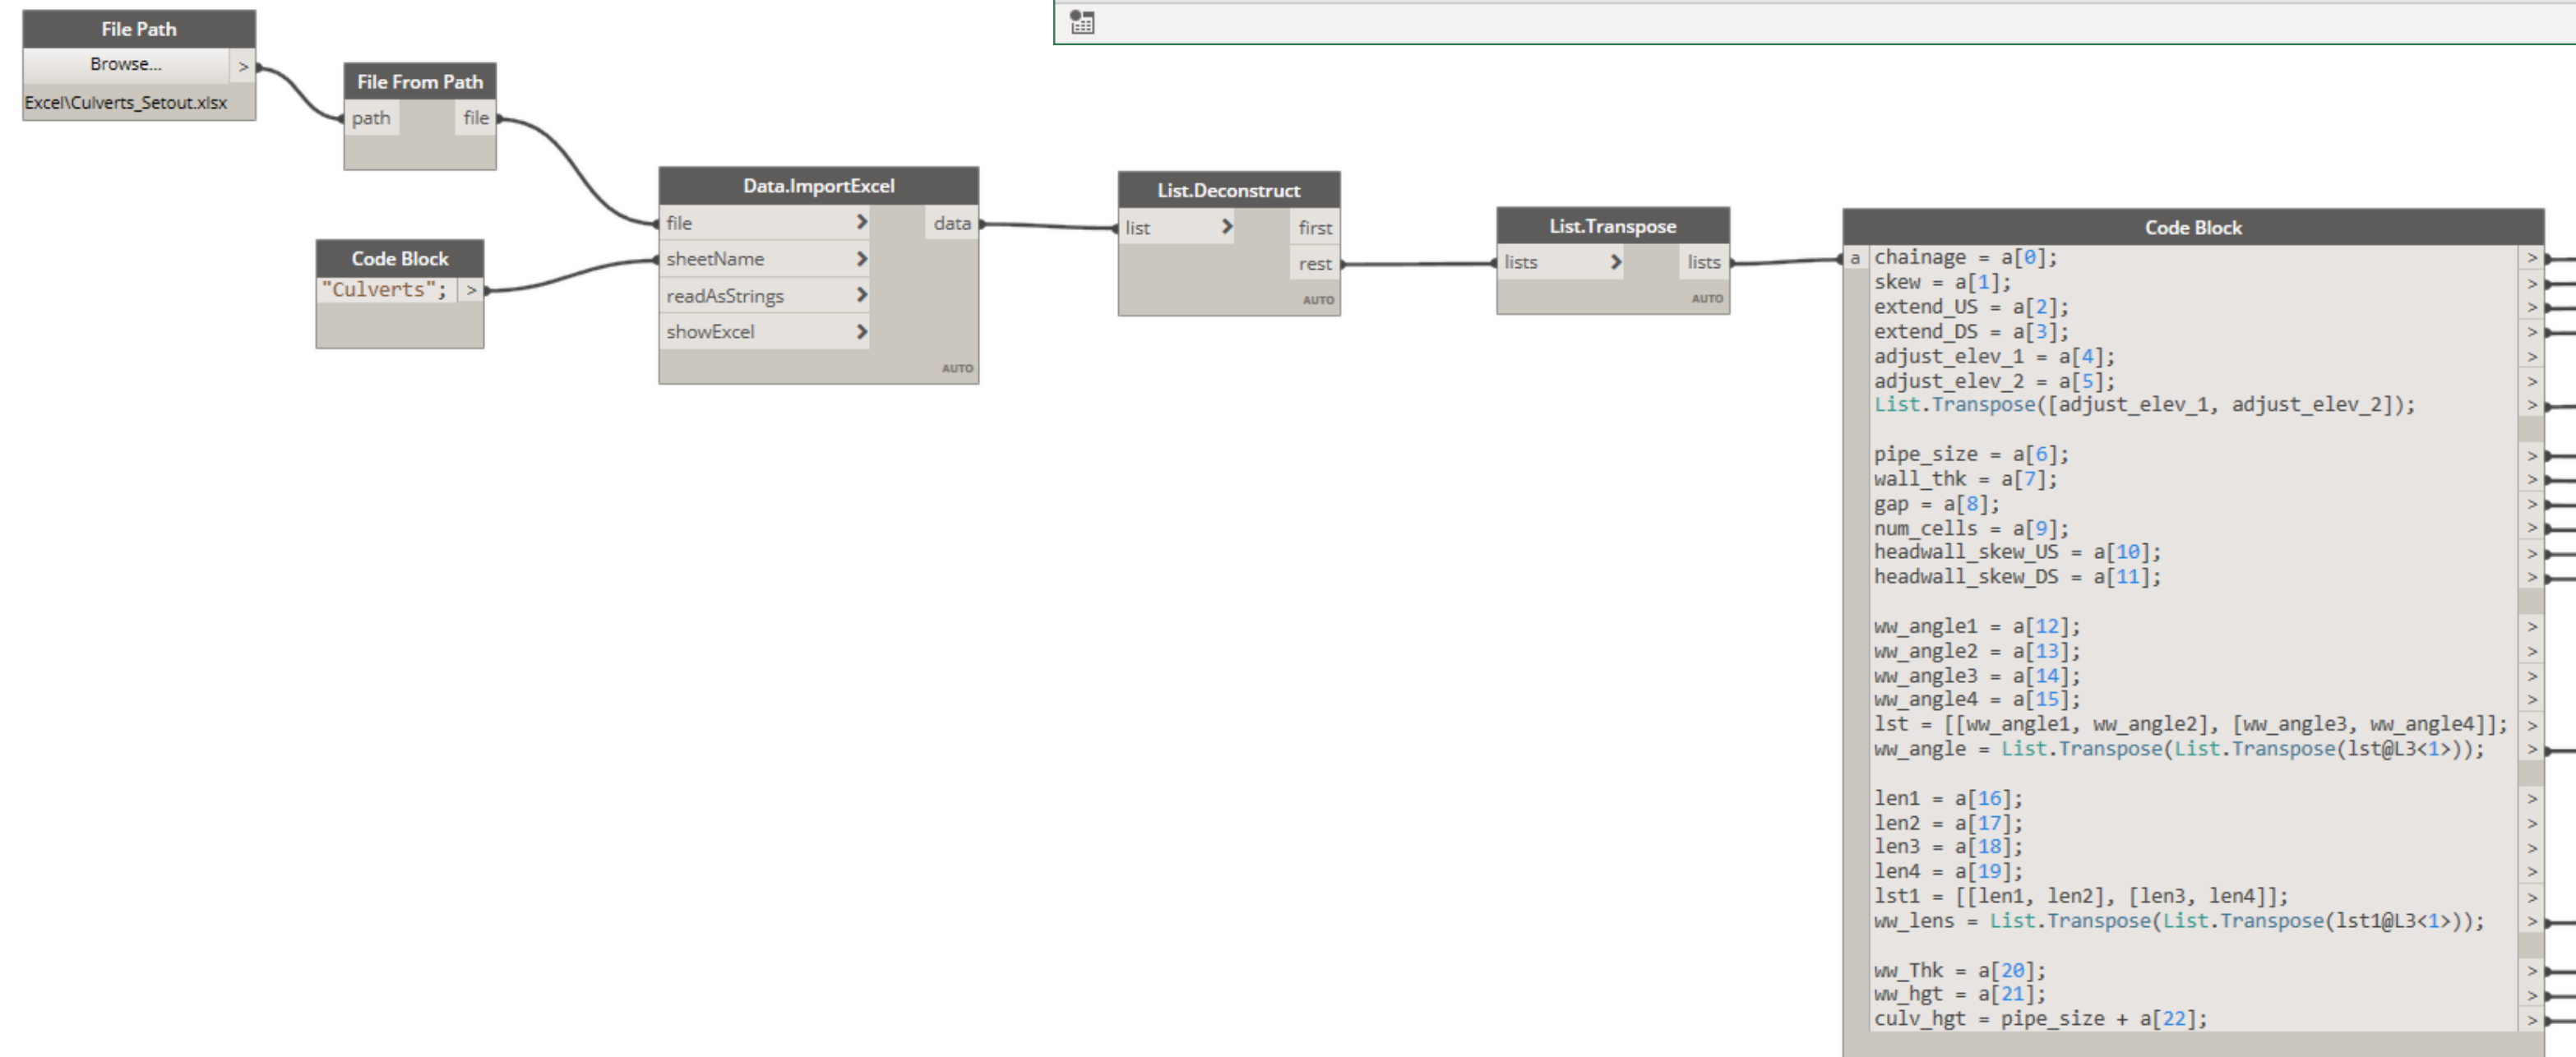 File Path
Browse...
>
Excel\Culverts_Setout.xlsx
File From Path
path
file
Code Block
"Culverts";
>
Data.ImportExcel
file >
data
sheetName >
readAsStrings >
showExcel >
AUTO
List.Deconstruct
list >
first
rest
AUTO
List.Transpose
lists >
lists
AUTO
Code Block
a
chainage = a[0]; >
skew = a[1]; >
extend_US = a[2]; >
extend_DS = a[3]; >
adjust_elev_1 = a[4]; >
adjust_elev_2 = a[5]; >
List.Transpose([adjust_elev_1, adjust_elev_2]); >
pipe_size = a[6]; >
wall_thk = a[7]; >
gap = a[8]; >
num_cells = a[9]; >
headwall_skew_US = a[10]; >
headwall_skew_DS = a[11]; >
ww_angle1 = a[12]; >
ww_angle2 = a[13]; >
ww_angle3 = a[14]; >
ww_angle4 = a[15]; >
lst = [[ww_angle1, ww_angle2], [ww_angle3, ww_angle4]]; >
ww_angle = List.Transpose(List.Transpose(lst@L3<1>)); >
len1 = a[16]; >
len2 = a[17]; >
len3 = a[18]; >
len4 = a[19]; >
lst1 = [[len1, len2], [len3, len4]]; >
ww_lens = List.Transpose(List.Transpose(lst1@L3<1>)); >
ww_Thk = a[20]; >
ww_hgt = a[21]; >
culv_hgt = pipe_size + a[22]; >